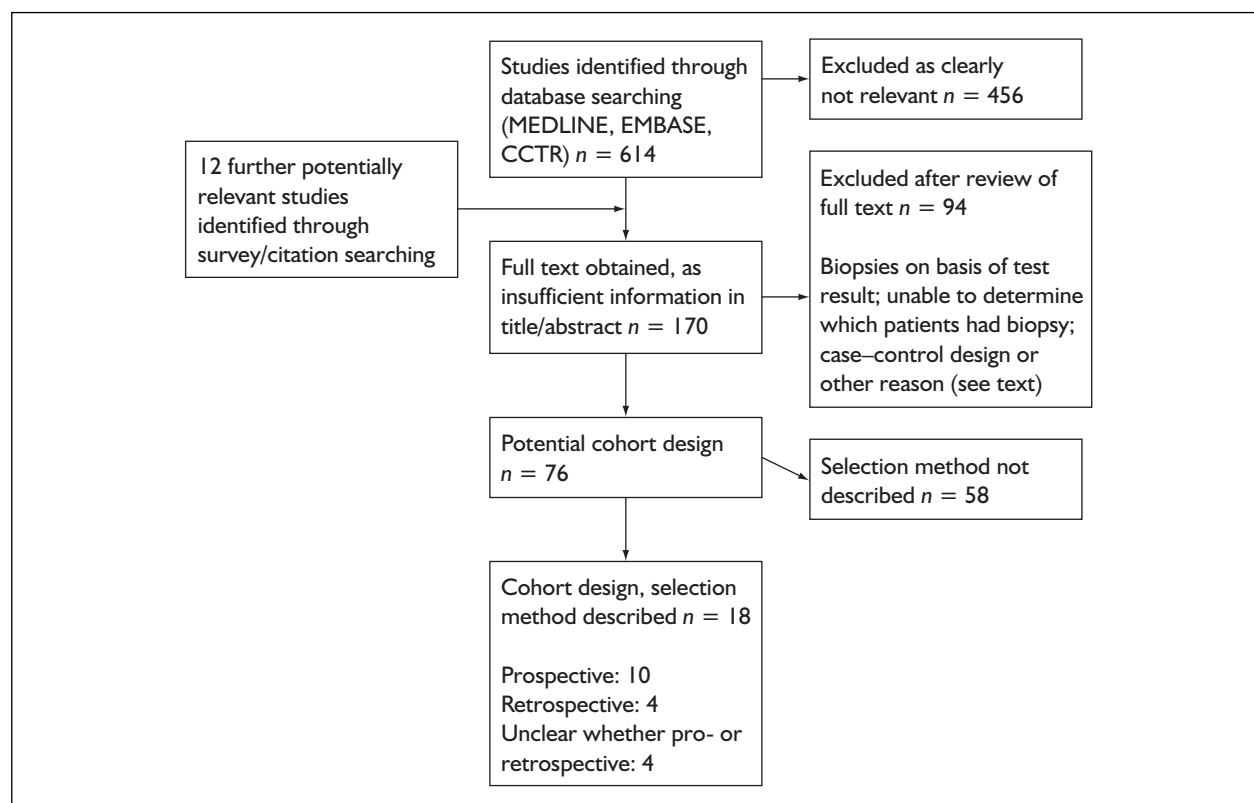 Studies identified through
database searching
(MEDLINE, EMBASE,
CCTR) n = 614
Excluded as clearly
not relevant n = 456
12 further potentially
relevant studies
identified through
survey/citation searching
Full text obtained, as
insufficient information in
title/abstract n = 170
Excluded after review of
full text n = 94
Biopsies on basis of test
result; unable to determine
which patients had biopsy;
case–control design or
other reason (see text)
Potential cohort design
n = 76
Selection method not
described n = 58
Cohort design, selection
method described n = 18
Prospective: 10
Retrospective: 4
Unclear whether pro- or
retrospective: 4